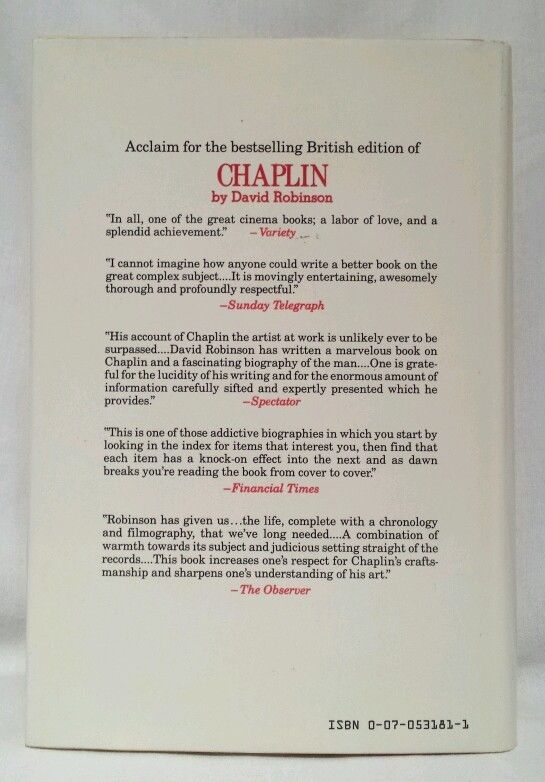 Acclaim for the bestselling British edition of
CHAPLIN
by David Robinson
"In all, one of the great cinema books; a labor of love, and a
splendid achievement." –Variety
"I cannot imagine how anyone could write a better book on the
great complex subject....It is movingly entertaining, awesomely
thorough and profoundly respectful."
–Sunday Telegraph
"His account of Chaplin the artist at work is unlikely ever to be
surpassed....David Robinson has written a marvelous book on
Chaplin and a fascinating biography of the man....One is grate-
ful for the lucidity of his writing and for the enormous amount of
information carefully sifted and expertly presented which he
provides." –Spectator
"This is one of those addictive biographies in which you start by
looking in the index for items that interest you, then find that
each item has a knock-on effect into the next and as dawn
breaks you're reading the book from cover to cover."
–Financial Times
"Robinson has given us...the life, complete with a chronology
and filmography, that we've long needed....A combination of
warmth towards its subject and judicious setting straight of the
records....This book increases one's respect for Chaplin's crafts-
manship and sharpens one's understanding of his art."
–The Observer
ISBN 0-07-053181-1